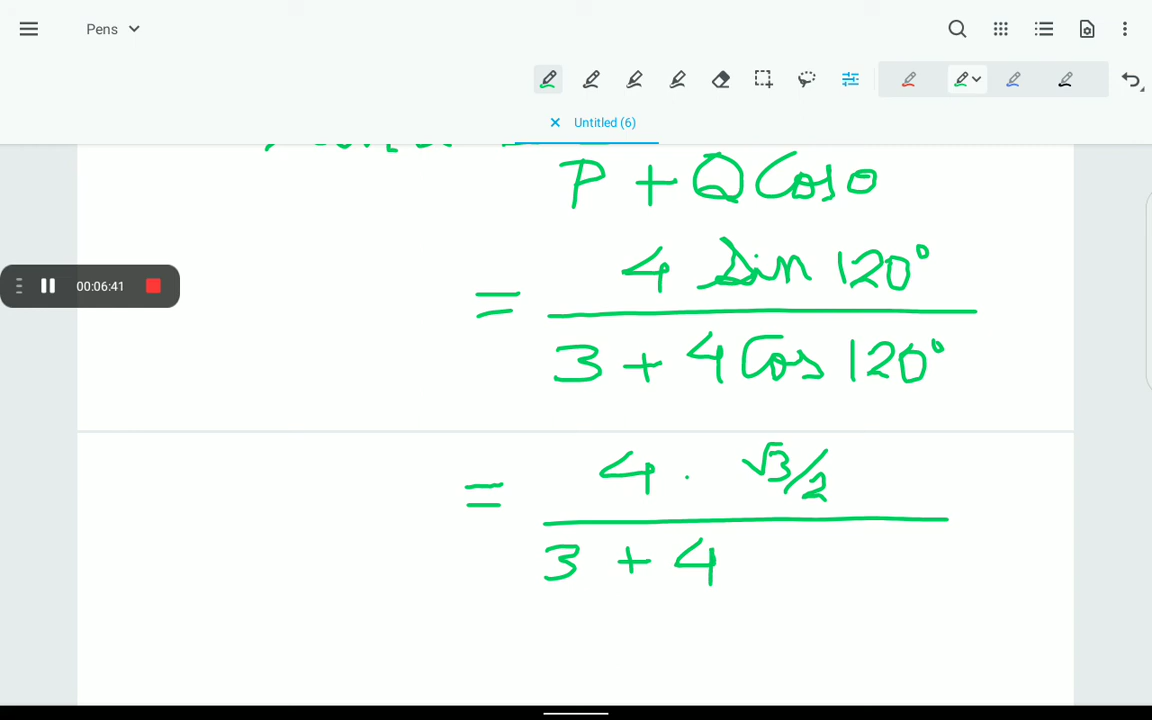 Pens
Untitled (6)
P + Q Cos θ
00:06:41
= 4 Sin 120° / 3 + 4 Cos 120°
= 4 · √3/2 / 3 + 4